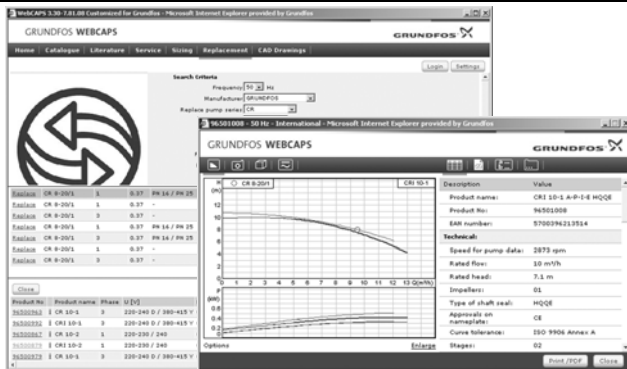 WebCAPS 3.30-7.01.00 Customized for Grundfos - Microsoft Internet Explorer provided by Grundfos
GRUNDFOS WEBCAPS
GRUNDFOS
Home Catalogue Literature Service Sizing Replacement CAD Drawings
Login Settings
Search Criteria
Frequency 50 Hz
Manufacturer GRUNDFOS
Replace pump series CR
Replace CR 8-20/1 1 0.37 PN 16 / PN 25
Replace CR 8-20/1 1 0.37 -
Replace CR 8-20/1 3 0.37 PN 16 / PN 25
Replace CR 8-20/1 3 0.37 -
Replace CR 8-20/1 1 0.37 PN 16 / PN 25
Replace CR 8-20/1 1 0.37 -
Replace CR 8-20/1 3 0.37 -
Close
Product No Product name Phase U [V]
96500963 I CR 10-1 3 220-240 D / 380-415 Y
I CRI 10-1 3 220-240 D / 380-415 Y
I CR 10-2 1 220-230 / 240
I CRI 10-2 1 220-230 / 240
96500979 I CR 10-1 3 220-240 D / 380-415 Y
96501008 - 50 Hz - International - Microsoft Internet Explorer provided by Grundfos
GRUNDFOS WEBCAPS
GRUNDFOS
H
(m)
CR 8-20/1
CRI 10-1
12
10
8
6
4
2
0
0 1 2 3 4 5 6 7 8 9 10 11 12 13 Q(m³/h)
P
(kW)
0.4
0.2
0
Options
Enlarge
Description Value
Product name: CRI 10-1 A-P-I-E HQQE
Product No: 96501008
EAN number: 5700396213514
Technical:
Speed for pump data: 2873 rpm
Rated flow: 10 m³/h
Rated head: 7.1 m
Impellers: 01
Type of shaft seal: HQQE
Approvals on nameplate: CE
Curve tolerance: ISO 9906 Annex A
Stages: 02
Print /PDF Close